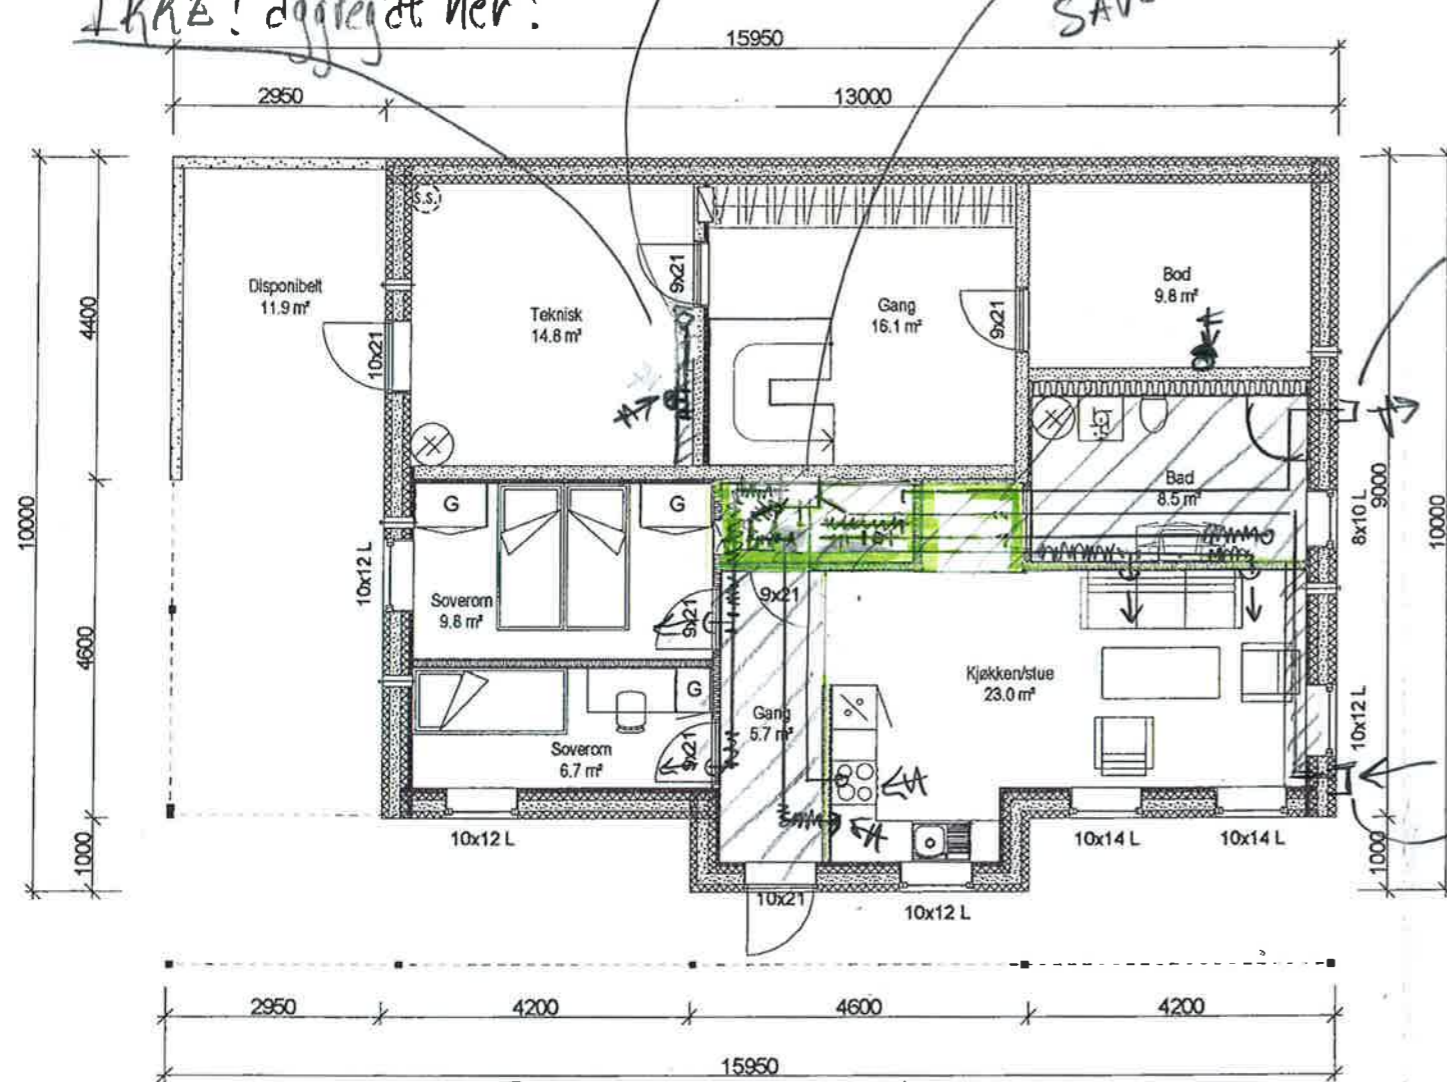 IKKE! aggregat her!
SAV
15950
2950
13000
S.S.
9x21
Disponibelt
11.9 m²
Teknisk
14.8 m²
Gang
16.1 m²
Bod
9.8 m²
9x21
4400
10x21
10000
Bad
8.5 m²
8x10 L
9000
10000
G
G
10x12 L
Soverom
9.8 m²
9x21
9x21
4600
Kjøkken/stue
23.0 m²
G
Gang
5.7 m²
10x12 L
Soverom
6.7 m²
9x21
1000
10x12 L
10x14 L
10x14 L
1000
10x21
10x12 L
2950
4200
4600
4200
15950